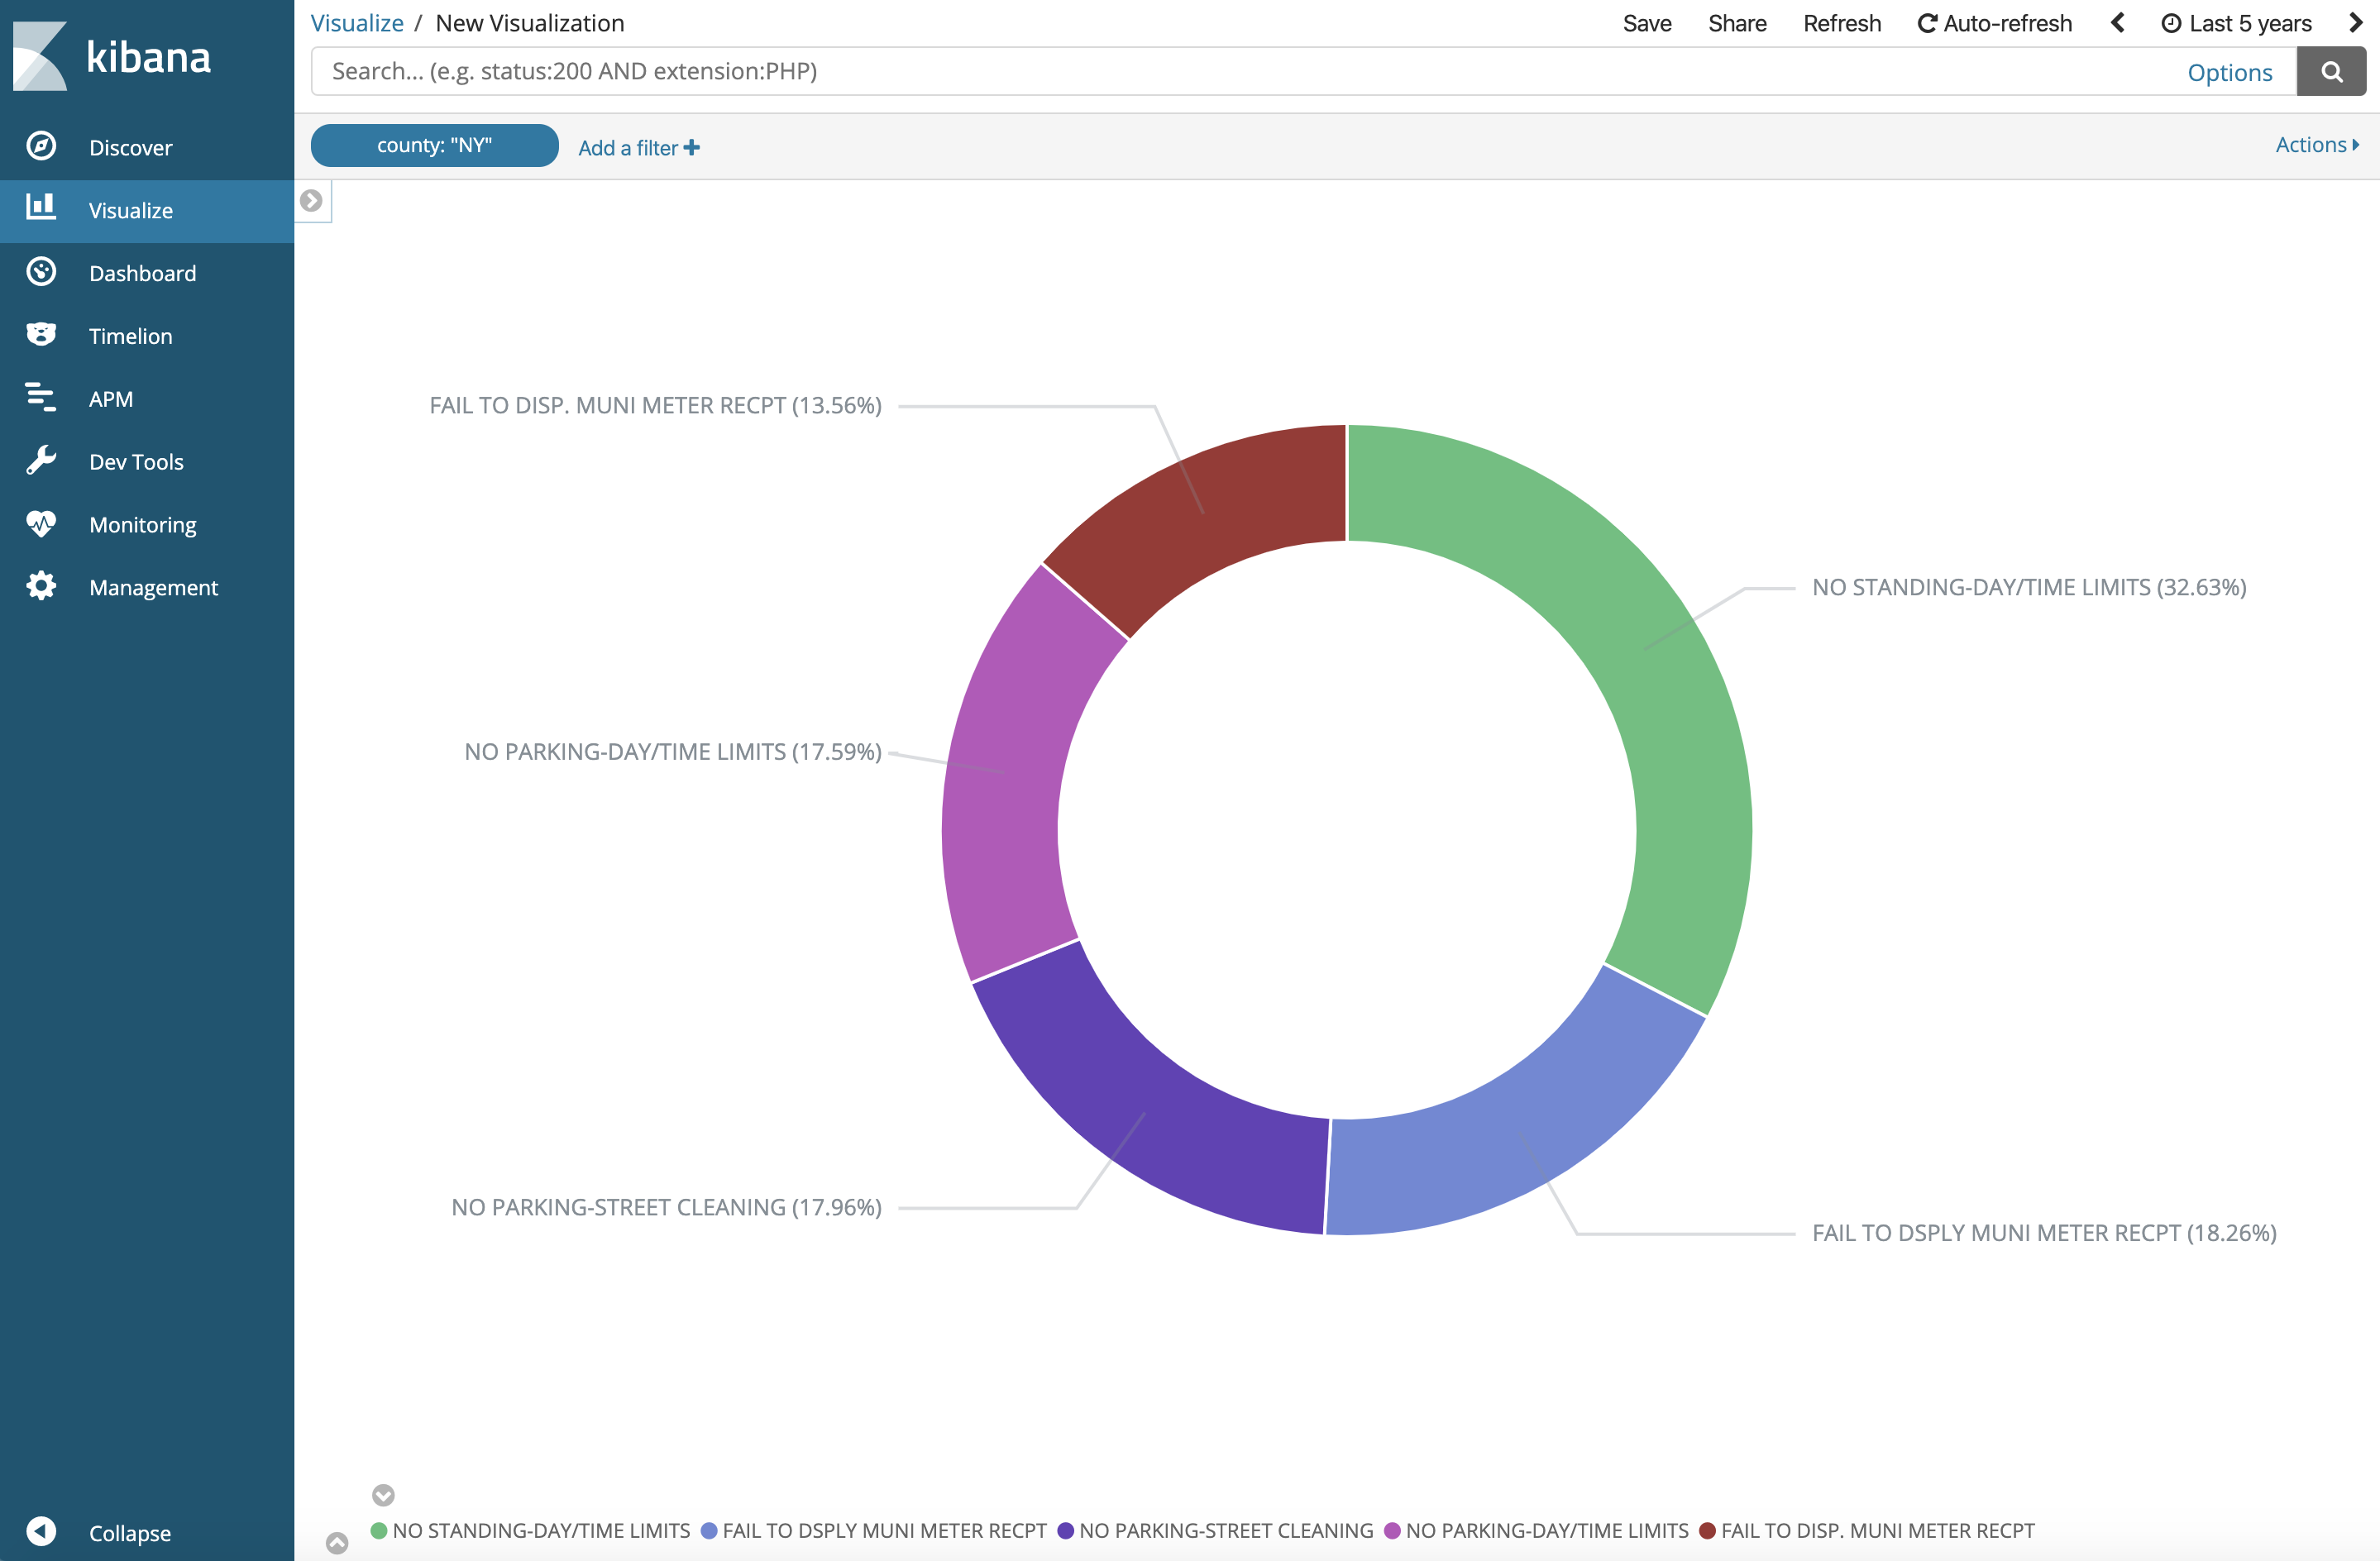 kibana
Discover
Visualize
Dashboard
Timelion
APM
Dev Tools
Monitoring
Management
Collapse
Visualize / New Visualization
Save Share Refresh Auto-refresh Last 5 years
Search... (e.g. status:200 AND extension:PHP) Options
county: "NY" Add a filter Actions
FAIL TO DISP. MUNI METER RECPT (13.56%)
NO STANDING-DAY/TIME LIMITS (32.63%)
NO PARKING-DAY/TIME LIMITS (17.59%)
NO PARKING-STREET CLEANING (17.96%)
FAIL TO DSPLY MUNI METER RECPT (18.26%)
NO STANDING-DAY/TIME LIMITS FAIL TO DSPLY MUNI METER RECPT NO PARKING-STREET CLEANING NO PARKING-DAY/TIME LIMITS FAIL TO DISP. MUNI METER RECPT